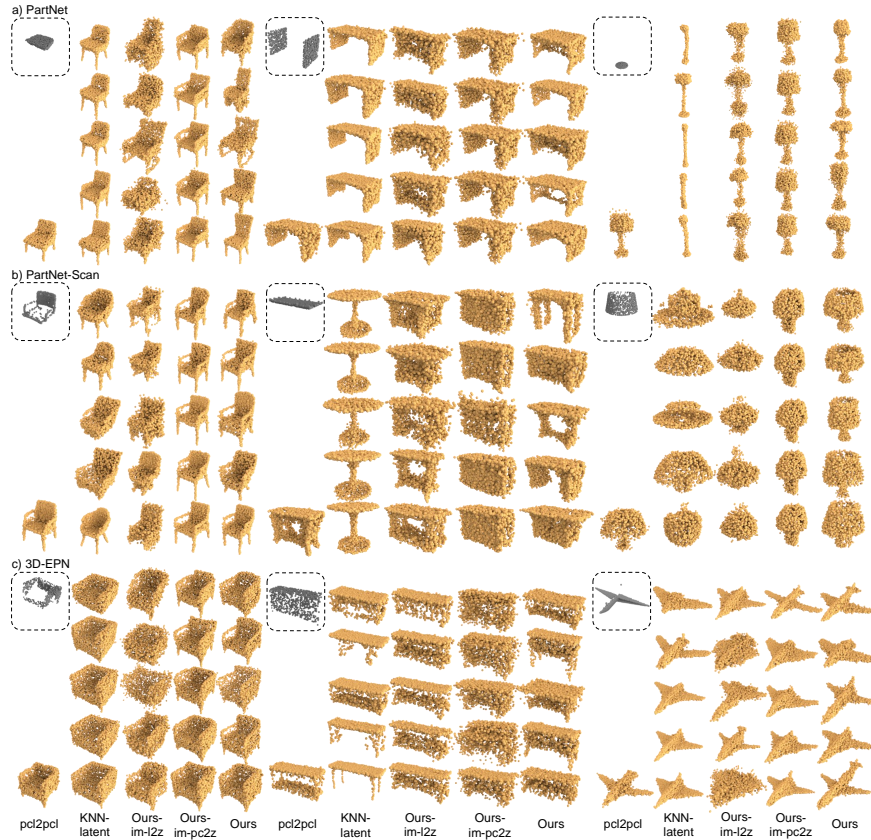 a) PartNet
b) PartNet-Scan
c) 3D-EPN
pcl2pcl KNN-latent Ours-im-l2z Ours-im-pc2z Ours pcl2pcl KNN-latent Ours-im-l2z Ours-im-pc2z Ours pcl2pcl KNN-latent Ours-im-l2z Ours-im-pc2z Ours